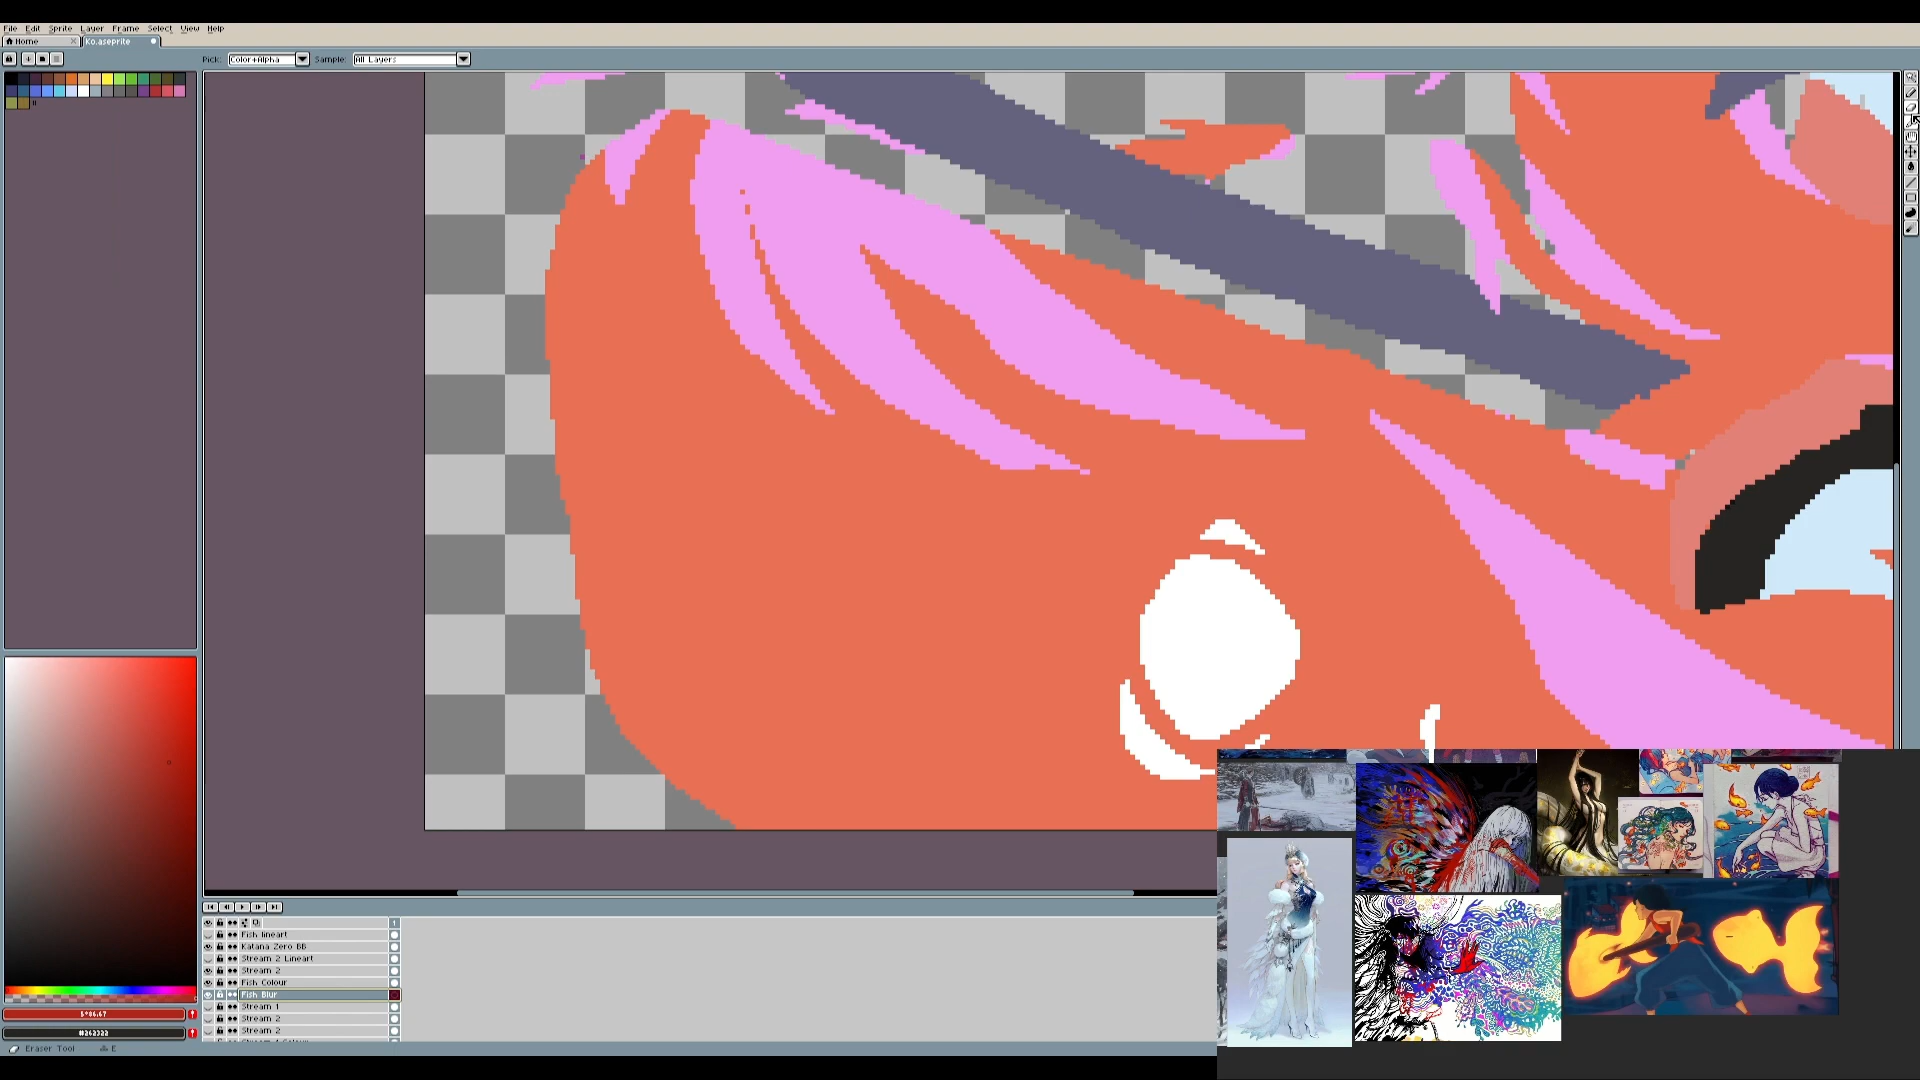 File Edit Sprite Layer Frame Select View Help
Home
Ko.aseprite
Pick: Color+Alpha Sample: All Layers
1
Fish lineart
Katana Zero BB
Stream 2 Lineart
Stream 2
Fish Colour
Fish Blur
Stream 1
Stream 2
Stream 2
#262322
Eraser Tool E